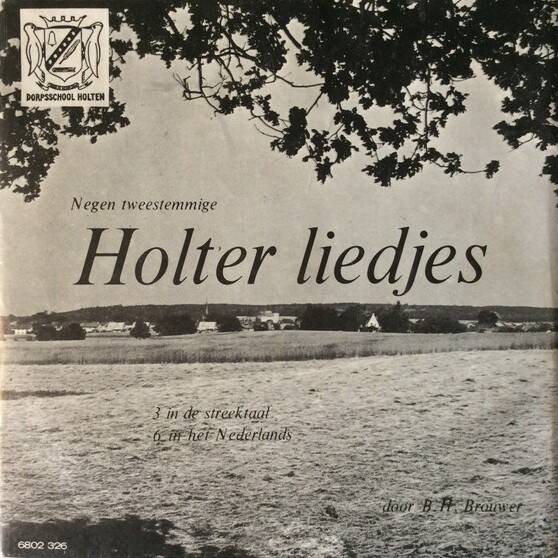 DORPSSCHOOL HOLTEN
Negen tweestemmige
Holter liedjes
3 in de streektaal
6 in het Nederlands
door B.H. Brouwer
6802 326